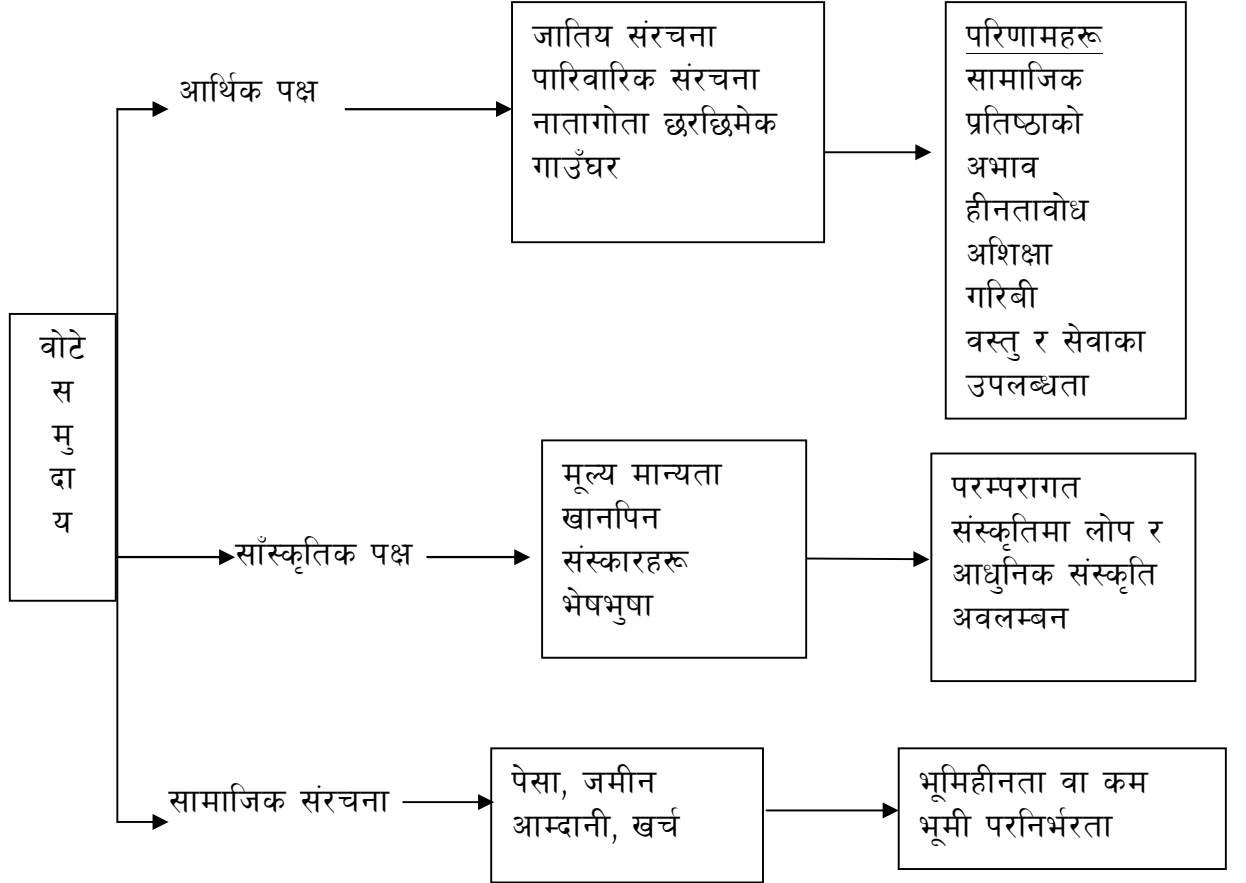 आर्थिक पक्ष
जातिय संरचना
पारिवारिक संरचना
नातागोता छरछिमेक
गाउँघर
परिणामहरू
सामाजिक
प्रतिष्ठाको
अभाव
हीनतावोध
अशिक्षा
गरिबी
वस्तु र सेवाका
उपलब्धता
वोटे
स
मु
दा
य
साँस्कृतिक पक्ष
मूल्य मान्यता
खानपिन
संस्कारहरू
भेषभुषा
परम्परागत
संस्कृतिमा लोप र
आधुनिक संस्कृति
अवलम्बन
सामाजिक संरचना
पेसा, जमीन
आम्दानी, खर्च
भूमिहीनता वा कम
भूमी परनिर्भरता